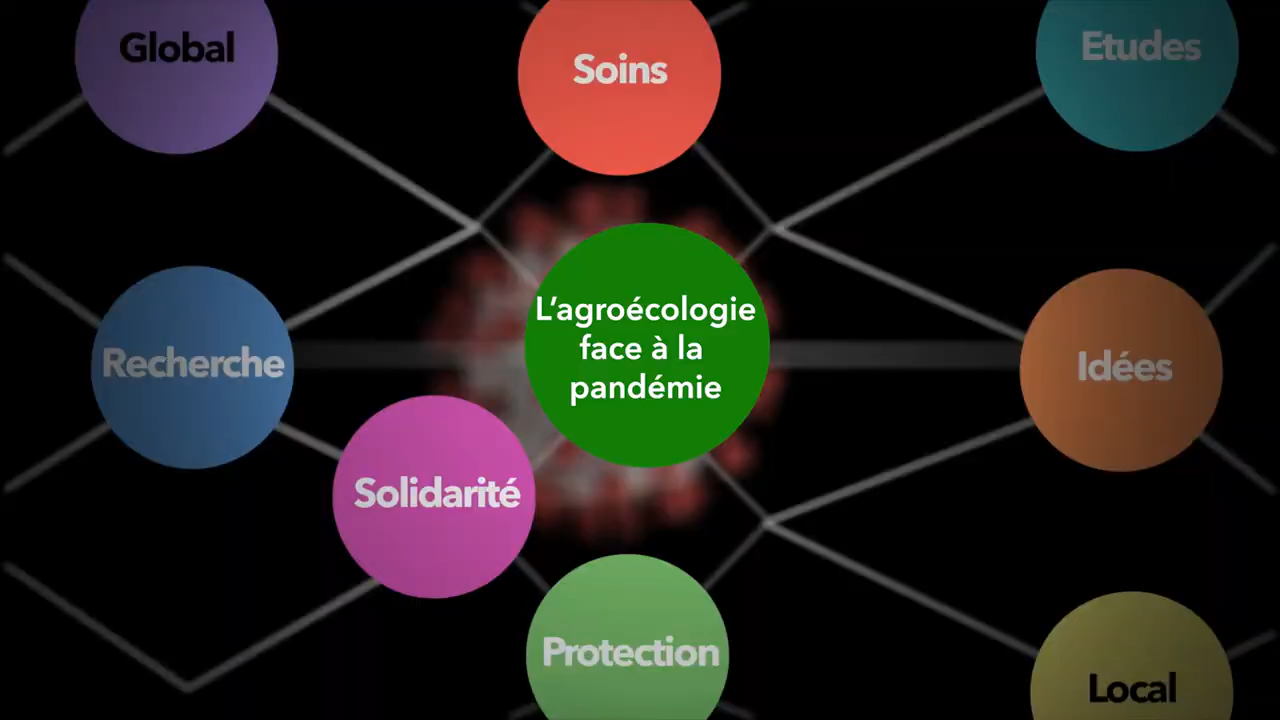 Global
Soins
Etudes
L’agroécologie
face à la
pandémie
Recherche
Idées
Solidarité
Protection
Local